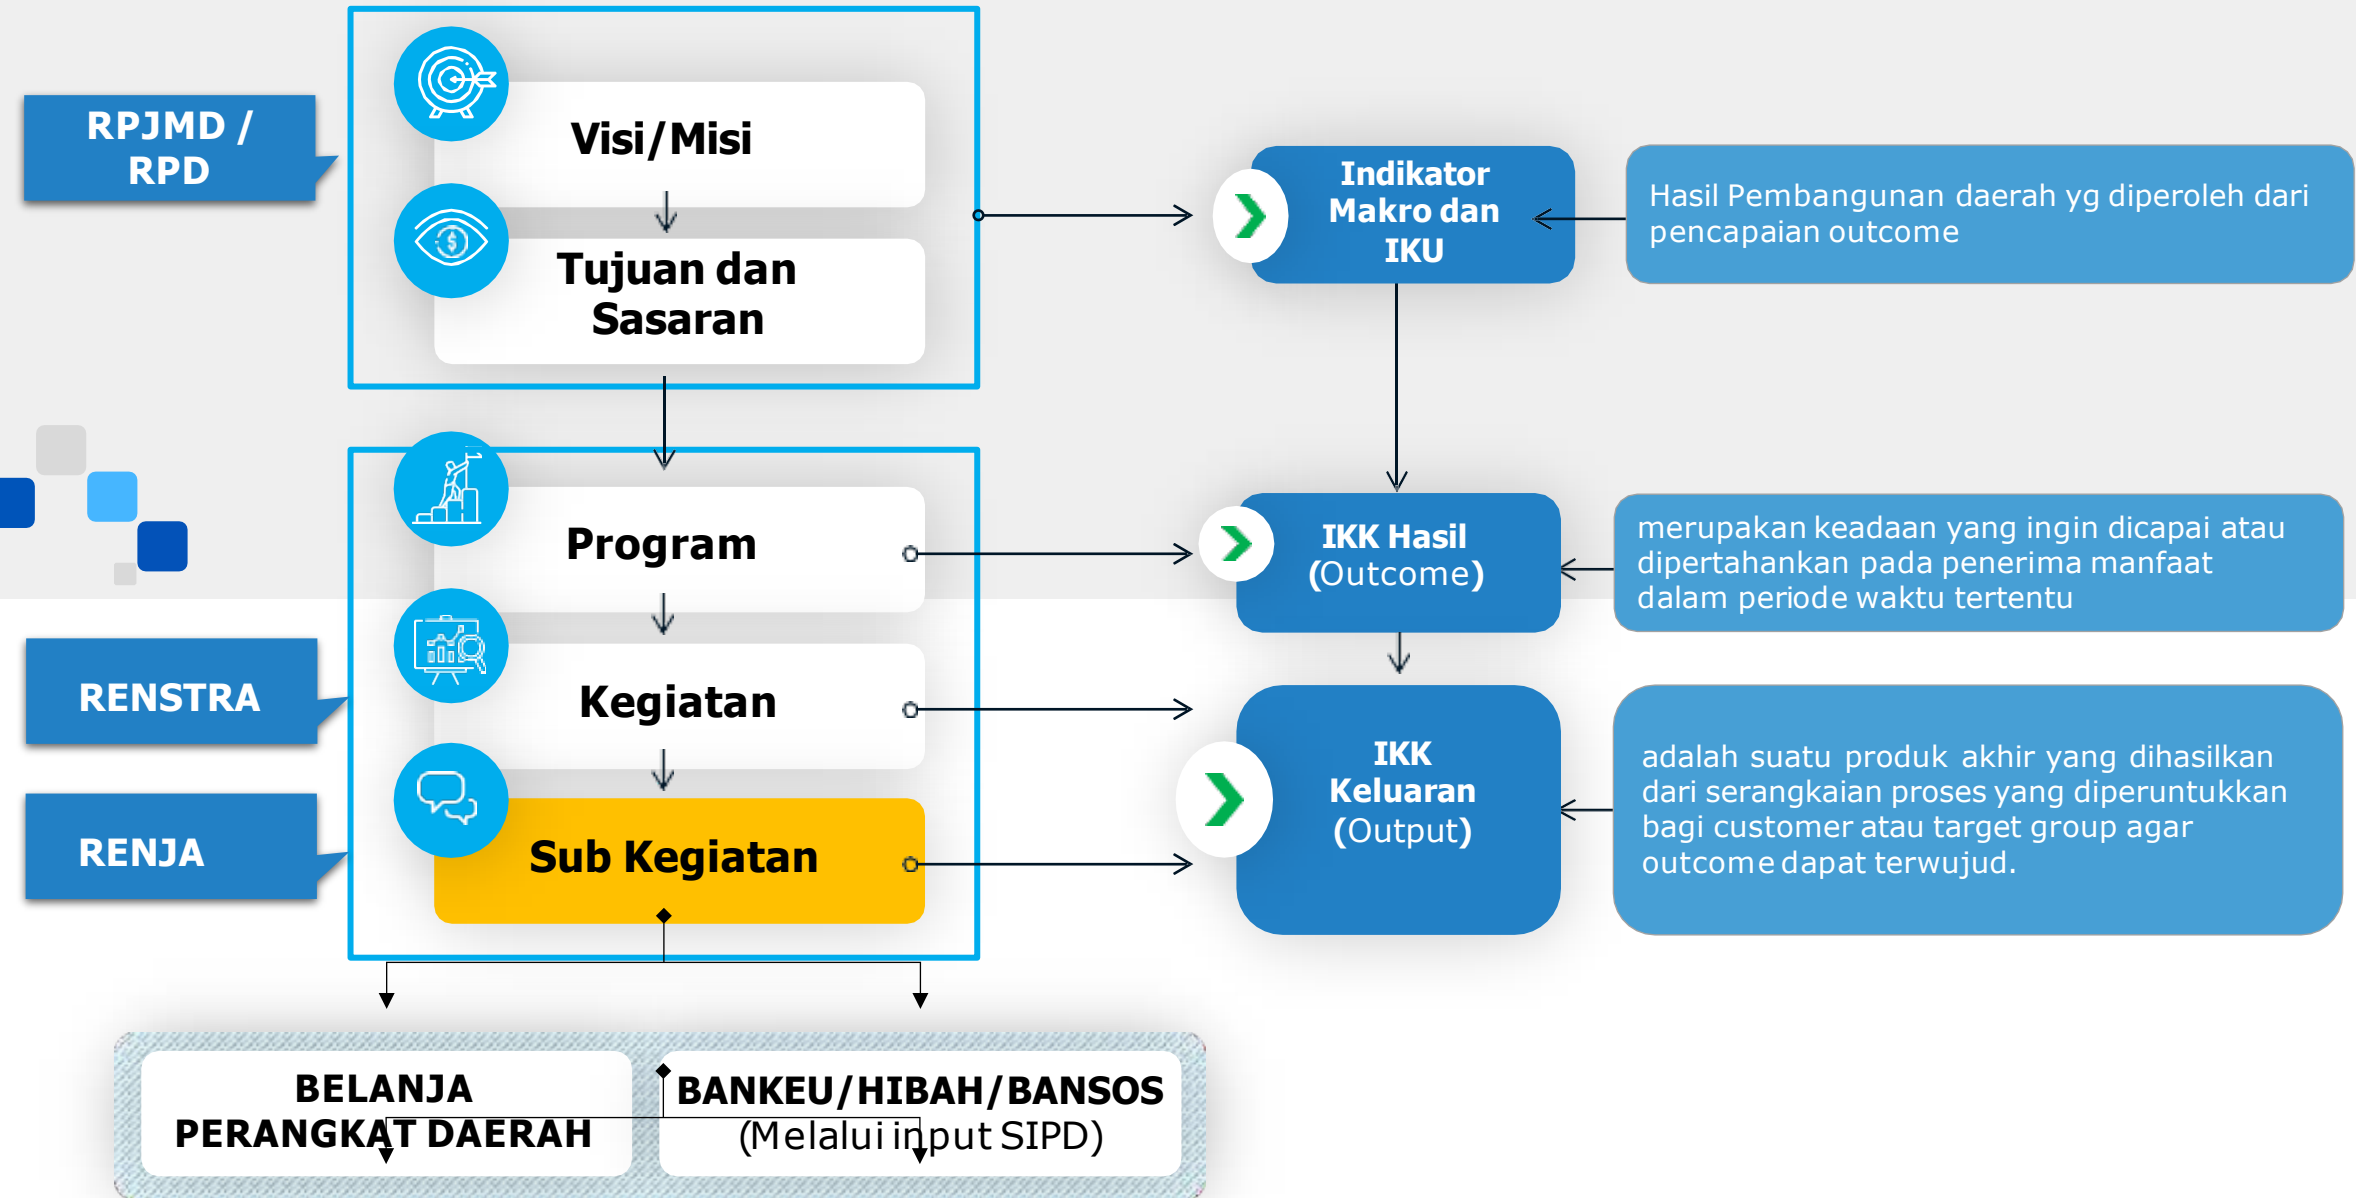 RPJMD /
RPD
Visi/Misi
Tujuan dan
Sasaran
Indikator
Makro dan
IKU
Hasil Pembangunan daerah yg diperoleh dari
pencapaian outcome
Program
IKK Hasil
(Outcome)
merupakan keadaan yang ingin dicapai atau
dipertahankan pada penerima manfaat
dalam periode waktu tertentu
RENSTRA
Kegiatan
RENJA
Sub Kegiatan
IKK
Keluaran
(Output)
adalah suatu produk akhir yang dihasilkan
dari serangkaian proses yang diperuntukkan
bagi customer atau target group agar
outcome dapat terwujud.
BELANJA
PERANGKAT DAERAH
BANKEU/HIBAH/BANSOS
(Melalui input SIPD)